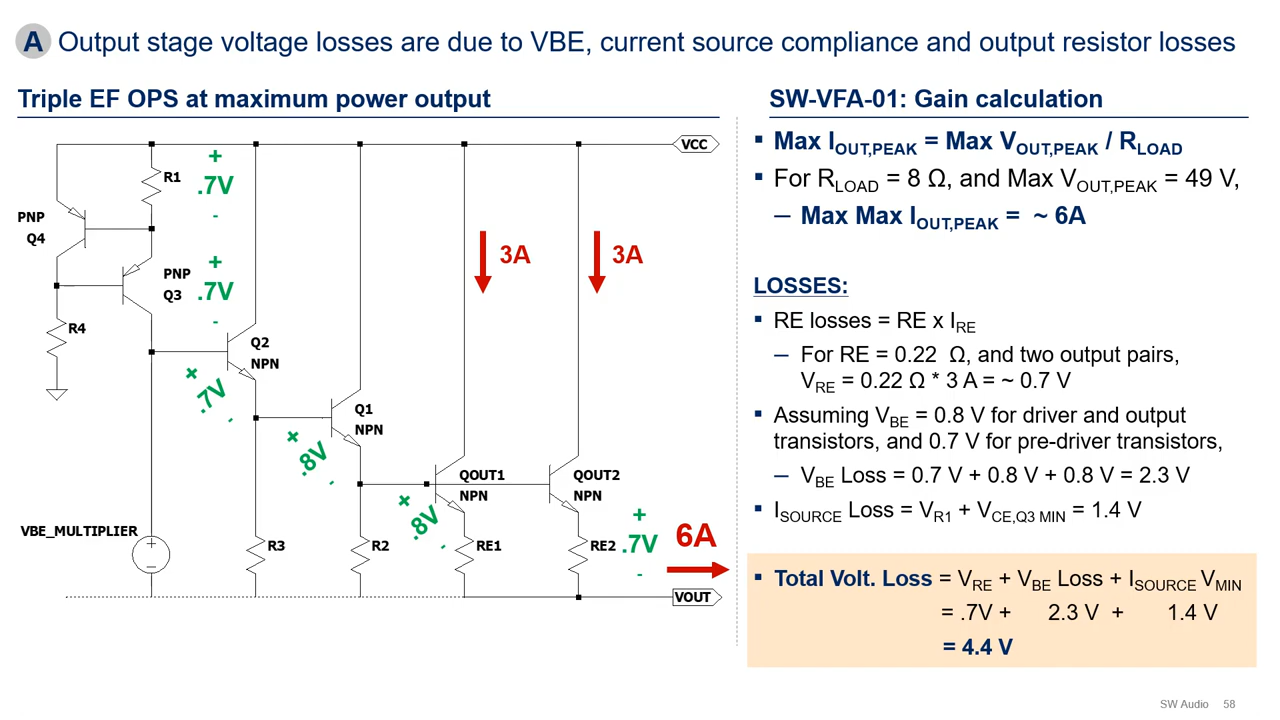 A Output stage voltage losses are due to VBE, current source compliance and output resistor losses
Triple EF OPS at maximum power output
VCC
R1
+
.7V
-
PNP
Q4
+
.7V
-
PNP
Q3
3A
3A
R4
Q2
NPN
+
.7V
-
Q1
NPN
+
.8V
-
QOUT1
NPN
QOUT2
NPN
+
.8V
-
VBE_MULTIPLIER
+
−
R3
R2
RE1
RE2
+
.7V
-
6A
VOUT
SW-VFA-01: Gain calculation
▪ Max IOUT,PEAK = Max VOUT,PEAK / RLOAD
▪ For RLOAD = 8 Ω, and Max VOUT,PEAK = 49 V,
– Max Max IOUT,PEAK = ~ 6A
LOSSES:
▪ RE losses = RE x IRE
– For RE = 0.22 Ω, and two output pairs,
VRE = 0.22 Ω * 3 A = ~ 0.7 V
▪ Assuming VBE = 0.8 V for driver and output
transistors, and 0.7 V for pre-driver transistors,
– VBE Loss = 0.7 V + 0.8 V + 0.8 V = 2.3 V
▪ ISOURCE Loss = VR1 + VCE,Q3 MIN = 1.4 V
▪ Total Volt. Loss = VRE + VBE Loss + ISOURCE VMIN
= .7V + 2.3 V + 1.4 V
= 4.4 V
SW Audio 58